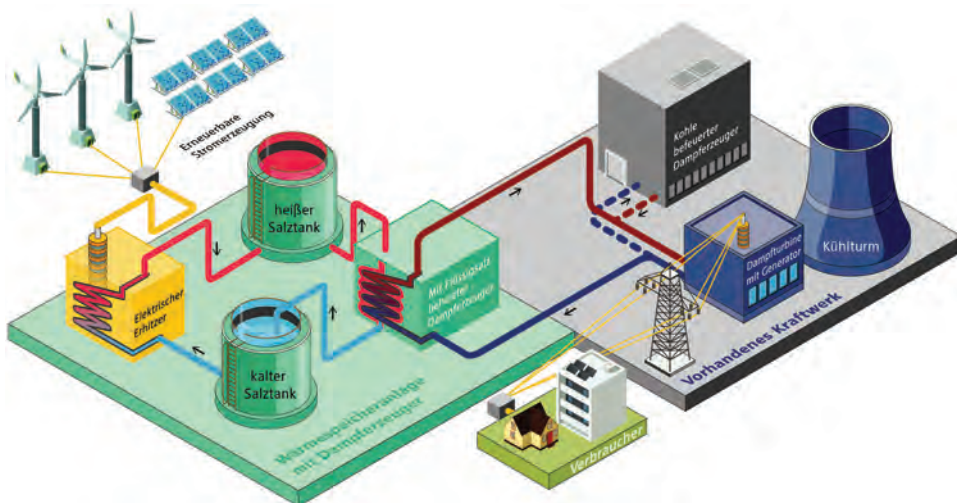 Erneuerbare
Stromerzeugung
heißer
Salztank
Elektrischer
Erhitzer
kalter
Salztank
Mit Flüssigsalz
befeuerter
Dampferzeuger
Wärmespeicheranlage
mit Dampferzeuger
Kohle
befeuerter
Dampferzeuger
Dampfturbine
mit Generator
Kühlturm
Vorhandenes Kraftwerk
Verbraucher